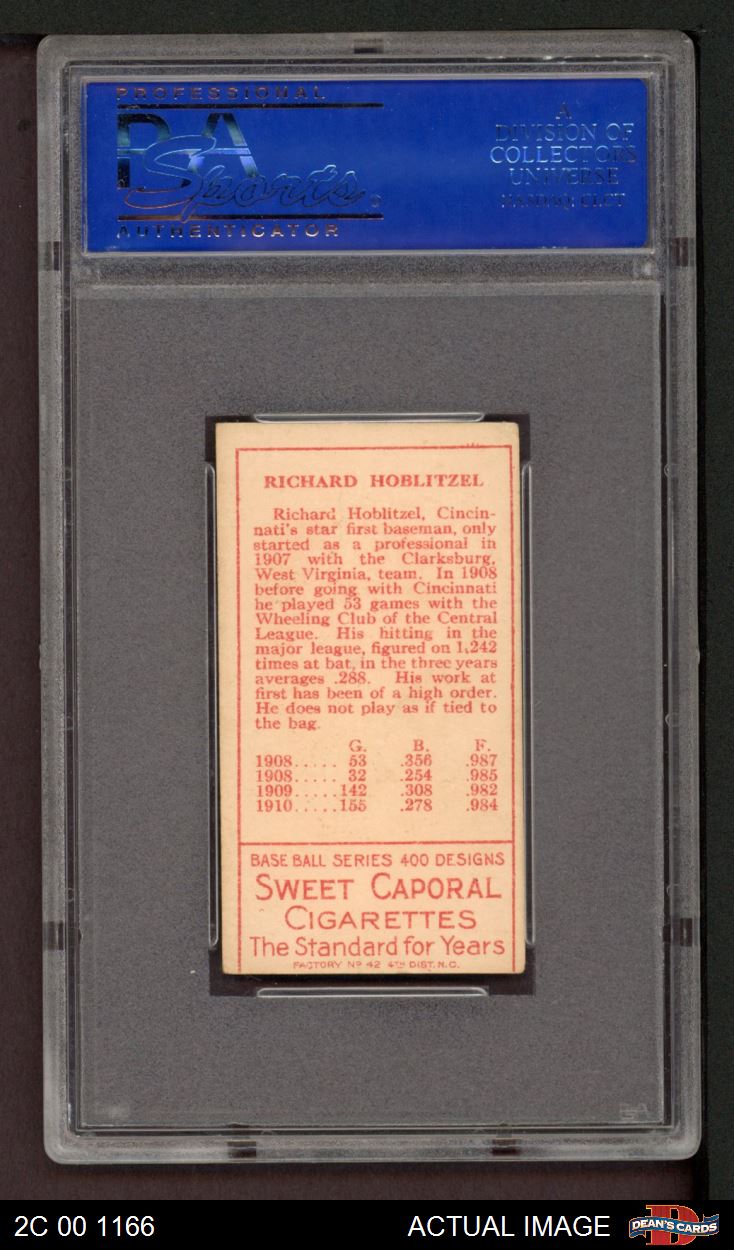 PROFESSIONAL
PSA
Sports
AUTHENTICATOR
A
DIVISION OF
COLLECTORS
UNIVERSE
NASDAQ: CLCT
RICHARD HOBLITZEL
Richard Hoblitzel, Cincin-
nati's star first baseman, only
started as a professional in
1907 with the Clarksburg,
West Virginia, team. In 1908
before going with Cincinnati
he played 53 games with the
Wheeling Club of the Central
League. His hitting in the
major league, figured on 1,242
times at bat, in the three years
averages .288. His work at
first has been of a high order.
He does not play as if tied to
the bag.
G. B. F.
1908..... 53 .356 .987
1908..... 32 .254 .985
1909.....142 .308 .982
1910.....155 .278 .984
BASE BALL SERIES 400 DESIGNS
SWEET CAPORAL
CIGARETTES
The Standard for Years
FACTORY Nº 42 4TH DIST. N.C.
2C 00 1166 ACTUAL IMAGE DEAN'S CARDS